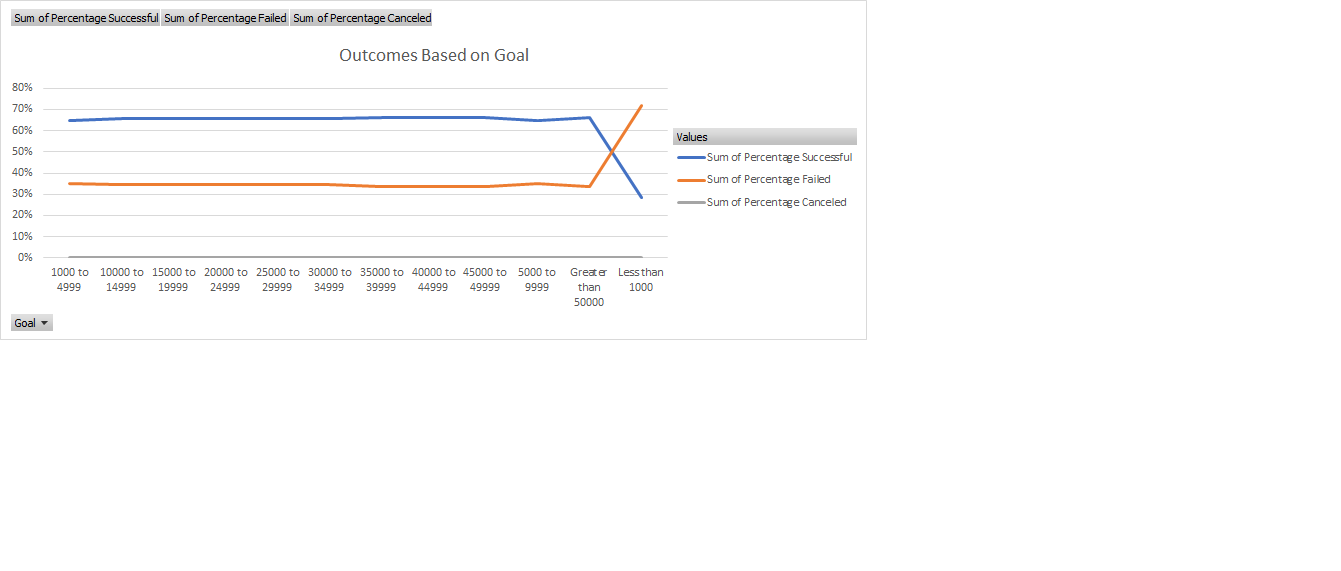 Sum of Percentage Successful Sum of Percentage Failed Sum of Percentage Canceled
Outcomes Based on Goal
80%
70%
60%
50%
40%
30%
20%
10%
0%
1000 to 4999
10000 to 14999
15000 to 19999
20000 to 24999
25000 to 29999
30000 to 34999
35000 to 39999
40000 to 44999
45000 to 49999
5000 to 9999
Greater than 50000
Less than 1000
Values
Sum of Percentage Successful
Sum of Percentage Failed
Sum of Percentage Canceled
Goal